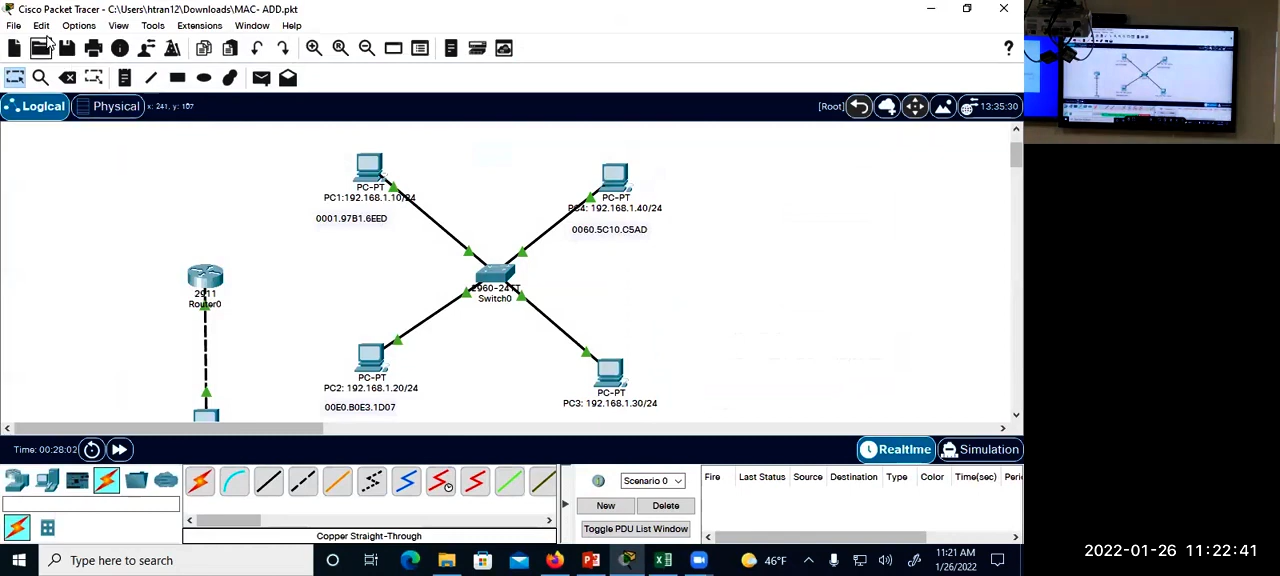 Cisco Packet Tracer - C:\Users\htran12\Downloads\MAC- ADD.pkt
File Edit Options View Tools Extensions Window Help
?
Logical Physical x: 241, y: 107 [Root] 13:35:30
PC-PT
PC1:192.168.1.10/24
0001.97B1.6EED
PC-PT
PC4: 192.168.1.40/24
0060.5C10.C5AD
2911
Router0
2960-24TT
Switch0
PC-PT
PC2: 192.168.1.20/24
00E0.B0E3.1D07
PC-PT
PC3: 192.168.1.30/24
Time: 00:28:02 Realtime Simulation
Scenario 0
Fire Last Status Source Destination Type Color Time(sec) Peri
New Delete
Toggle PDU List Window
Copper Straight-Through
Type here to search
46°F
11:21 AM
1/26/2022
2022-01-26 11:22:41